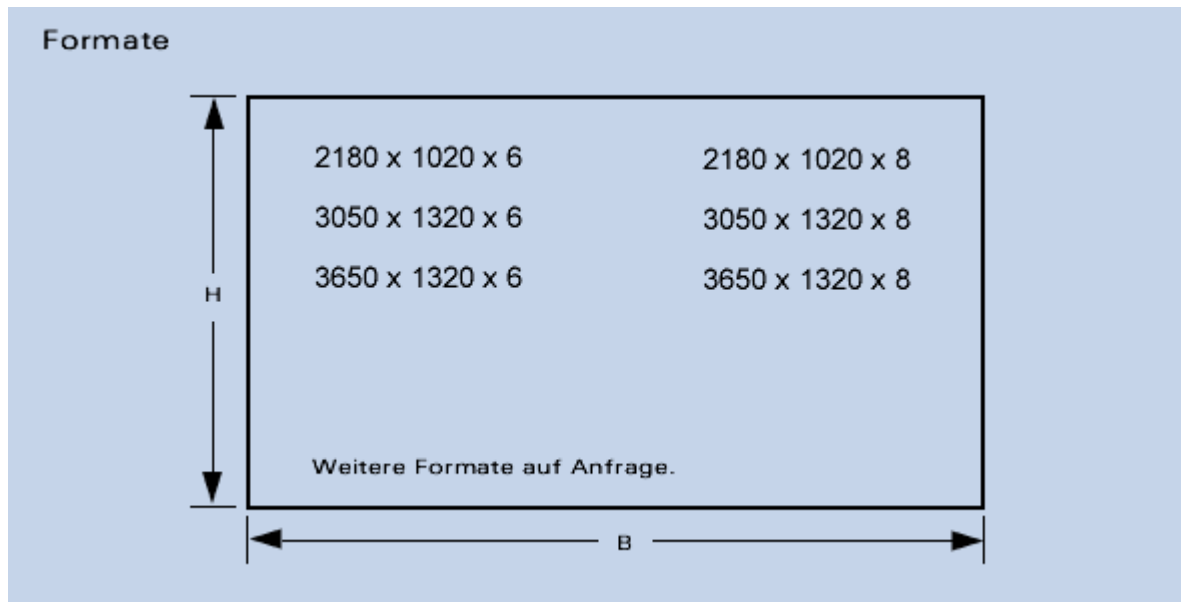 Formate
2180 x 1020 x 6 2180 x 1020 x 8
3050 x 1320 x 6 3050 x 1320 x 8
3650 x 1320 x 6 3650 x 1320 x 8
H
Weitere Formate auf Anfrage.
B